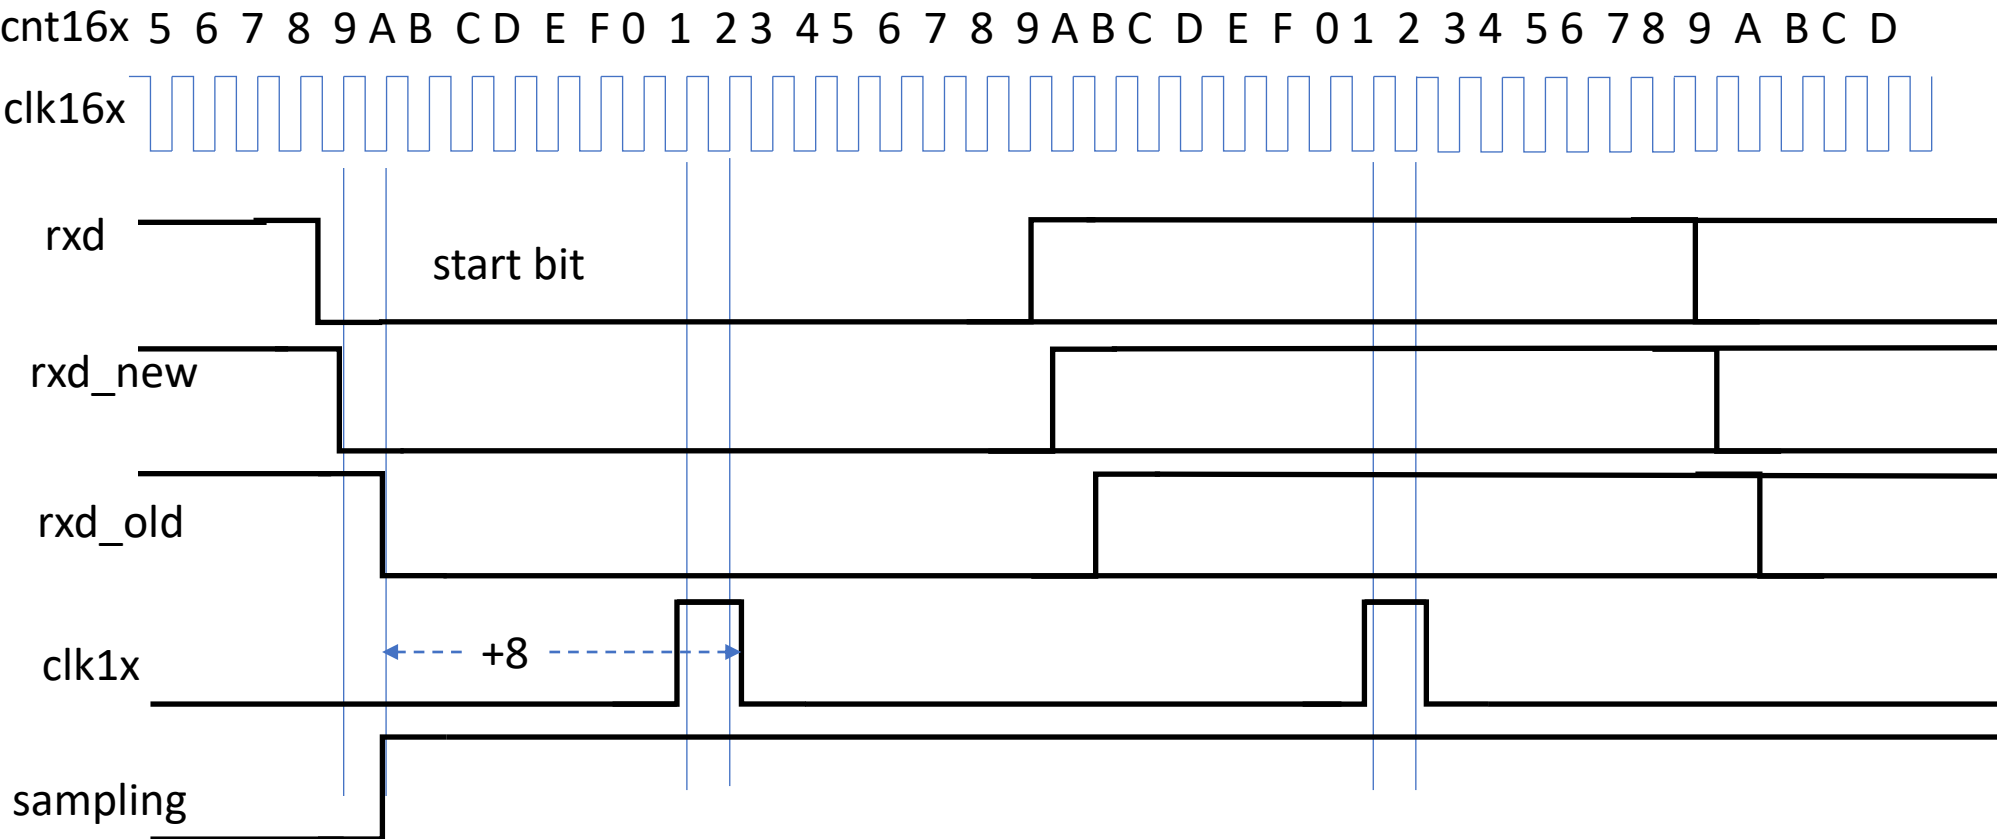 cnt16x 5 6 7 8 9 A B C D E F 0 1 2 3 4 5 6 7 8 9 A B C D E F 0 1 2 3 4 5 6 7 8 9 A B C D
clk16x
rxd
start bit
rxd_new
rxd_old
+8
clk1x
sampling